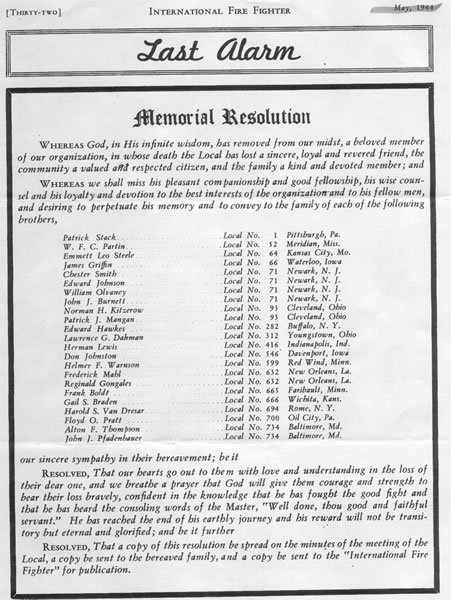 [THIRTY-TWO] INTERNATIONAL FIRE FIGHTER May, 1944
Last Alarm
Memorial Resolution
WHEREAS God, in His infinite wisdom, has removed from our midst, a beloved member
of our organization, in whose death the Local has lost a sincere, loyal and revered friend, the
community a valued and respected citizen, and the family a kind and devoted member; and
WHEREAS we shall miss his pleasant companionship and good fellowship, his wise coun-
sel and his loyalty and devotion to the best interests of the organization and to his fellow men,
and desiring to perpetuate his memory and to convey to the family of each of the following
brothers,
Patrick Stack Local No. 1 Pittsburgh, Pa.
W. F. C. Partin Local No. 52 Meridian, Miss.
Emmett Leo Steele Local No. 64 Kansas City, Mo.
James Griffin Local No. 66 Waterloo, Iowa
Chester Smith Local No. 71 Newark, N. J.
Edward Johnson Local No. 71 Newark, N. J.
William Olvaney Local No. 71 Newark, N. J.
John J. Burnett Local No. 71 Newark, N. J.
Norman H. Kitzerow Local No. 93 Cleveland, Ohio
Patrick J. Mangan Local No. 93 Cleveland, Ohio
Edward Hawkes Local No. 282 Buffalo, N. Y.
Lawrence G. Dahman Local No. 312 Youngstown, Ohio
Herman Lewis Local No. 416 Indianapolis, Ind.
Don Johnston Local No. 546 Davenport, Iowa
Helmer F. Warnson Local No. 599 Red Wind, Minn.
Frederick Mahl Local No. 632 New Orleans, La.
Reginald Gongales Local No. 632 New Orleans, La.
Frank Boldt Local No. 665 Faribault, Minn.
Gail S. Braden Local No. 666 Wichita, Kans.
Harold S. Van Dresar Local No. 694 Rome, N. Y.
Floyd O. Pratt Local No. 700 Oil City, Pa.
Alton F. Thompson Local No. 734 Baltimore, Md.
John J. Pfadenbauer Local No. 734 Baltimore, Md.
our sincere sympathy in their bereavement; be it
RESOLVED, That our hearts go out to them with love and understanding in the loss of
their dear one, and we breathe a prayer that God will give them courage and strength to
bear their loss bravely, confident in the knowledge that he has fought the good fight and
that he has heard the consoling words of the Master, "Well done, thou good and faithful
servant." He has reached the end of his earthly journey and his reward will not be transi-
tory but eternal and glorified; and be it further
RESOLVED, That a copy of this resolution be spread on the minutes of the meeting of the
Local, a copy be sent to the bereaved family, and a copy be sent to the "International Fire
Fighter" for publication.